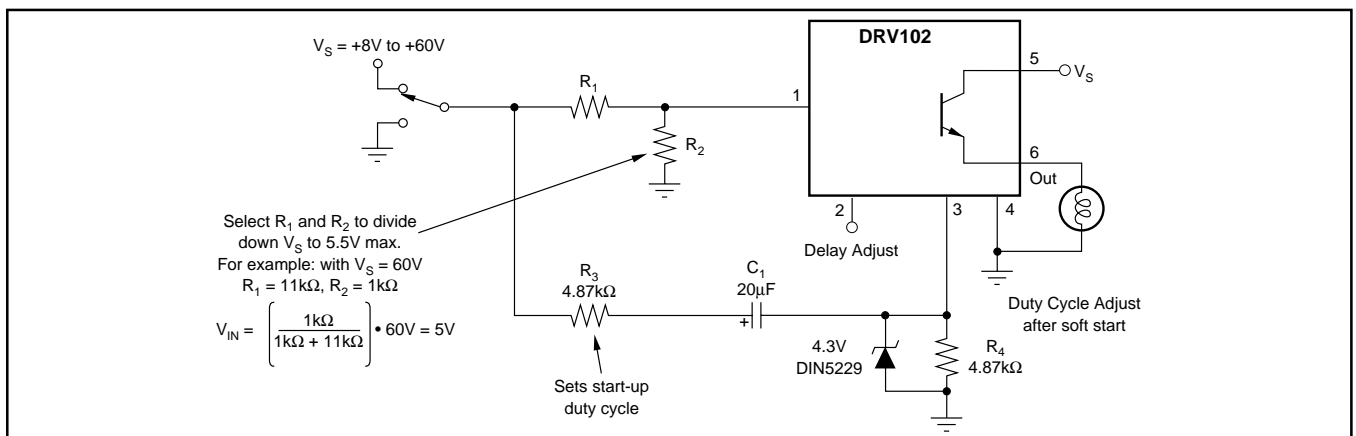 V_S = +8V to +60V
DRV102
R_1
1
R_2
5
V_S
6
Out
2
Delay Adjust
3
4
Select R_1 and R_2 to divide
down V_S to 5.5V max.
For example: with V_S = 60V
R_1 = 11kΩ, R_2 = 1kΩ
V_IN = (1kΩ / 1kΩ + 11kΩ) • 60V = 5V
R_3
4.87kΩ
Sets start-up
duty cycle
C_1
20µF
+
4.3V
DIN5229
R_4
4.87kΩ
Duty Cycle Adjust
after soft start